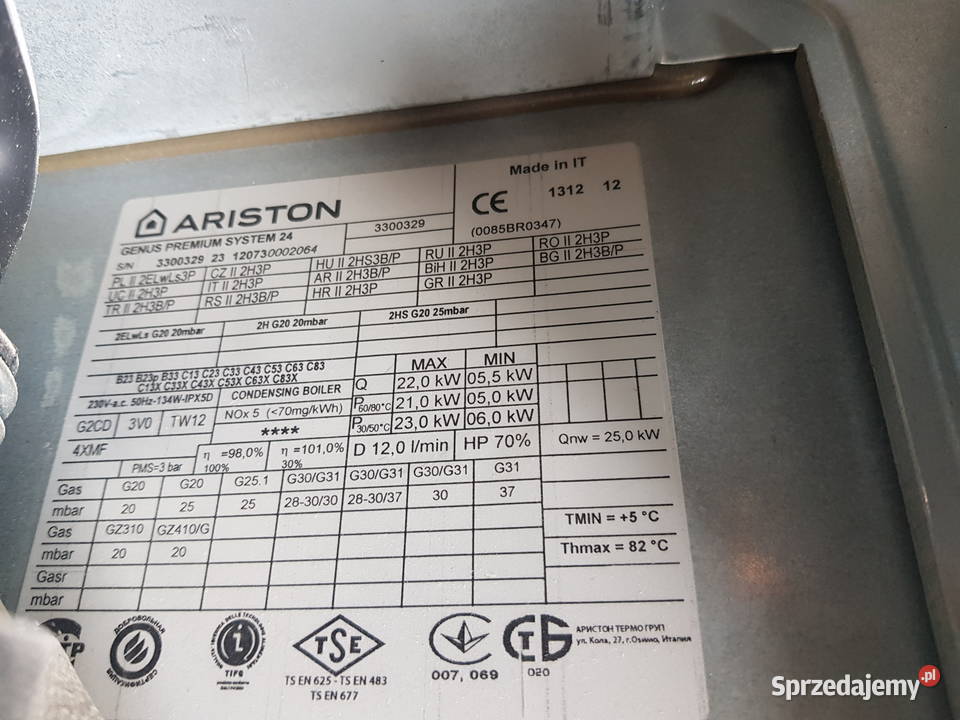 ARISTON
Made in IT
GENUS PREMIUM SYSTEM 24
3300329
CE
1312 12
(0085BR0347)
S/N 3300329 23 120730002064
PL II 2ELwLs3P
CZ II 2H3P
HU II 2HS3B/P
RU II 2H3P
RO II 2H3P
UC II 2H3P
IT II 2H3P
AR II 2H3B/P
BiH II 2H3P
BG II 2H3B/P
TR II 2H3B/P
RS II 2H3B/P
HR II 2H3P
GR II 2H3P
2ELwLs G20 20mbar
2H G20 20mbar
2HS G20 25mbar
B23 B23p B33 C13 C23 C33 C43 C53 C63 C83
C13X C33X C43X C53X C63X C83X
230V-a.c. 50Hz-134W-IPX5D
CONDENSING BOILER
MAX MIN
Q 22,0 kW 05,5 kW
P60/80°C 21,0 kW 05,0 kW
P30/50°C 23,0 kW 06,0 kW
G2CD 3V0 TW12
NOx 5 (<70mg/kWh)
****
4XMF
PMS=3 bar
η =98,0%
100%
η =101,0%
30%
D 12,0 l/min
HP 70%
Qnw = 25,0 kW
Gas G20 G20 G25.1 G30/G31 G30/G31 G30/G31 G31
mbar 20 25 25 28-30/30 28-30/37 30 37
Gas GZ310 GZ410/G
mbar 20 20
Gasr
mbar
TMIN = +5 °C
Thmax = 82 °C
ДОБРОВОЛЬНАЯ
СЕРТИФИКАЦИЯ
TIFQ
TSE
TS EN 625 - TS EN 483
TS EN 677
007, 069
СТБ
020
АРИСТОН ТЕРМО ГРУП
ул. Кола, 27, г.Озимо, Италия
Sprzedajemy.pl